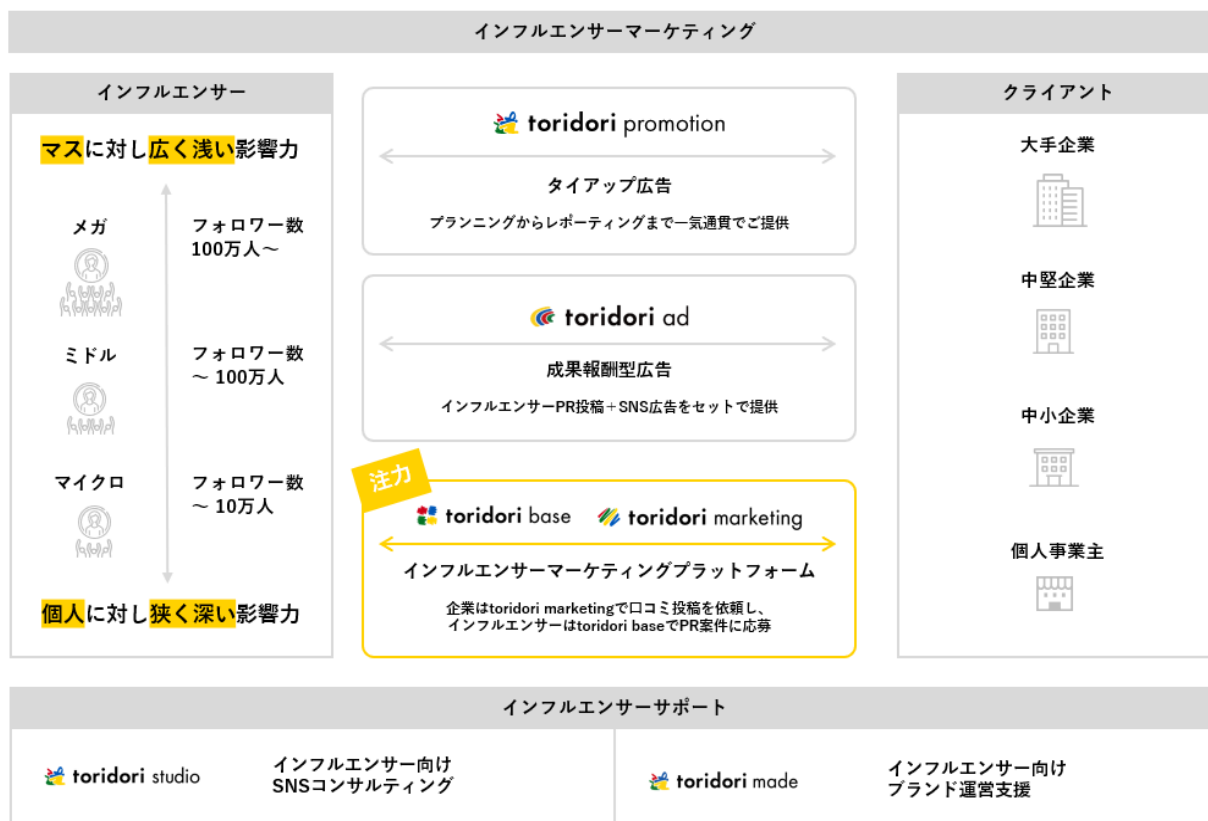 インフルエンサーマーケティング
インフルエンサー
マスに対し広く浅い影響力
メガ
フォロワー数
100万人~
ミドル
フォロワー数
~ 100万人
マイクロ
フォロワー数
~ 10万人
個人に対し狭く深い影響力
toridori promotion
タイアップ広告
プランニングからレポーティングまで一気通貫でご提供
toridori ad
成果報酬型広告
インフルエンサーPR投稿+SNS広告をセットで提供
注力
toridori base toridori marketing
インフルエンサーマーケティングプラットフォーム
企業はtoridori marketingで口コミ投稿を依頼し、
インフルエンサーはtoridori baseでPR案件に応募
クライアント
大手企業
中堅企業
中小企業
個人事業主
インフルエンサーサポート
toridori studio
インフルエンサー向け
SNSコンサルティング
toridori made
インフルエンサー向け
ブランド運営支援